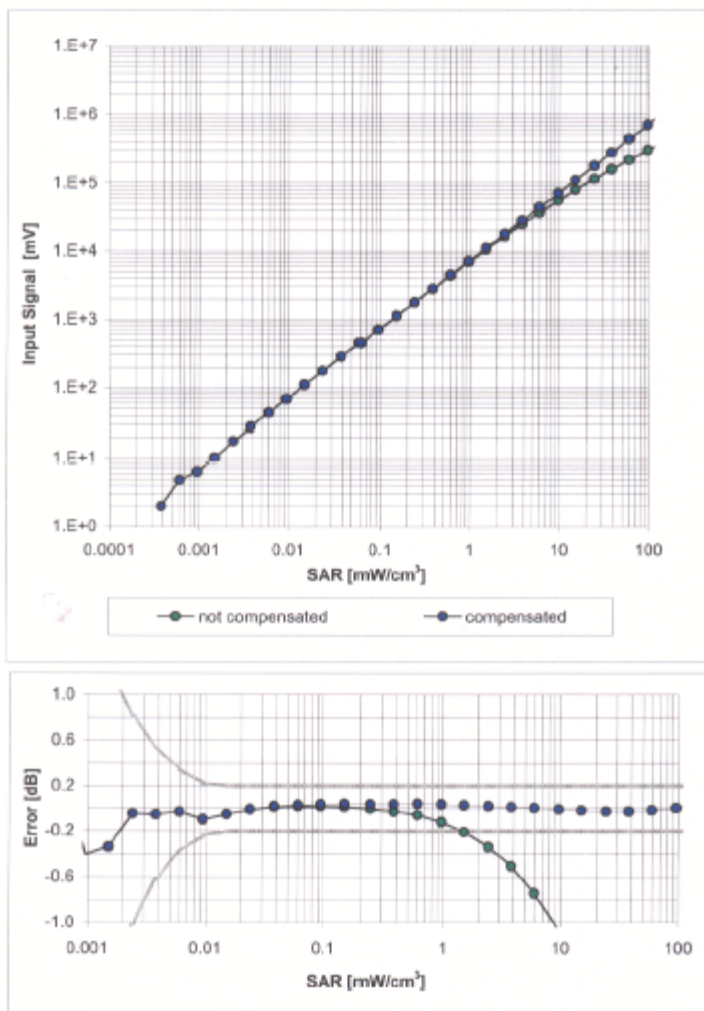 1.E+7
1.E+6
1.E+5
1.E+4
1.E+3
1.E+2
1.E+1
1.E+0
Input Signal [mV]
0.0001 0.001 0.01 0.1 1 10 100
SAR [mW/cm³]
not compensated compensated
1.0
0.6
0.2
-0.2
-0.6
-1.0
Error [dB]
0.001 0.01 0.1 1 10 100
SAR [mW/cm³]